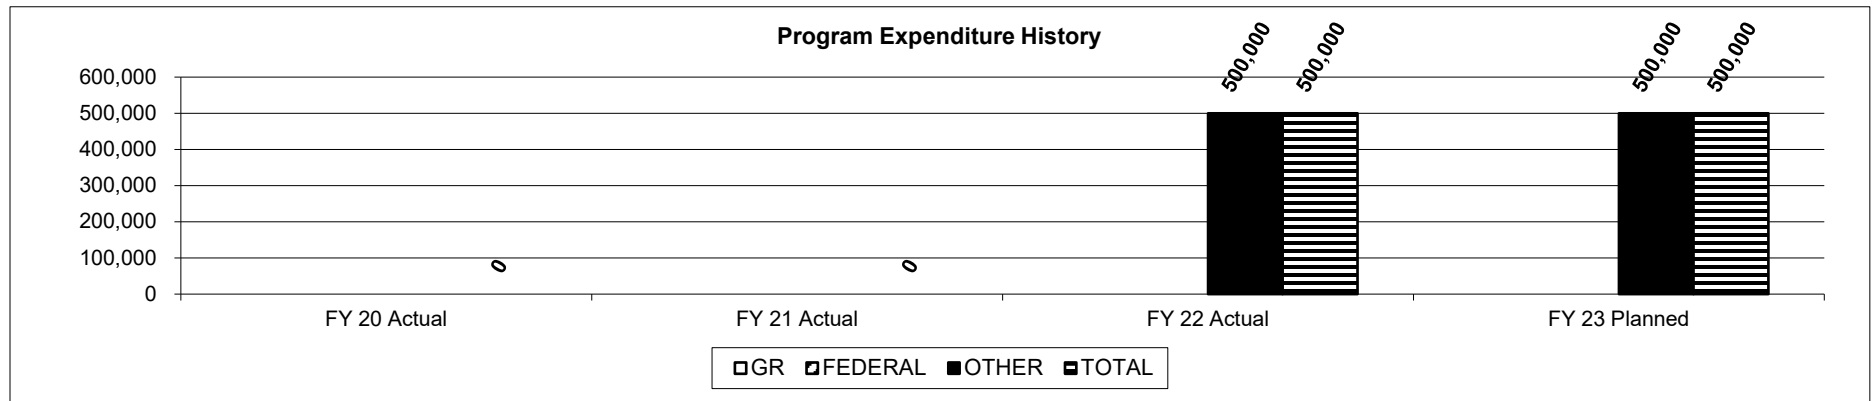 Program Expenditure History
500,000 500,000 500,000 500,000
600,000
500,000
400,000
300,000
200,000
100,000
0
0 0
FY 20 Actual FY 21 Actual FY 22 Actual FY 23 Planned
GR FEDERAL OTHER TOTAL